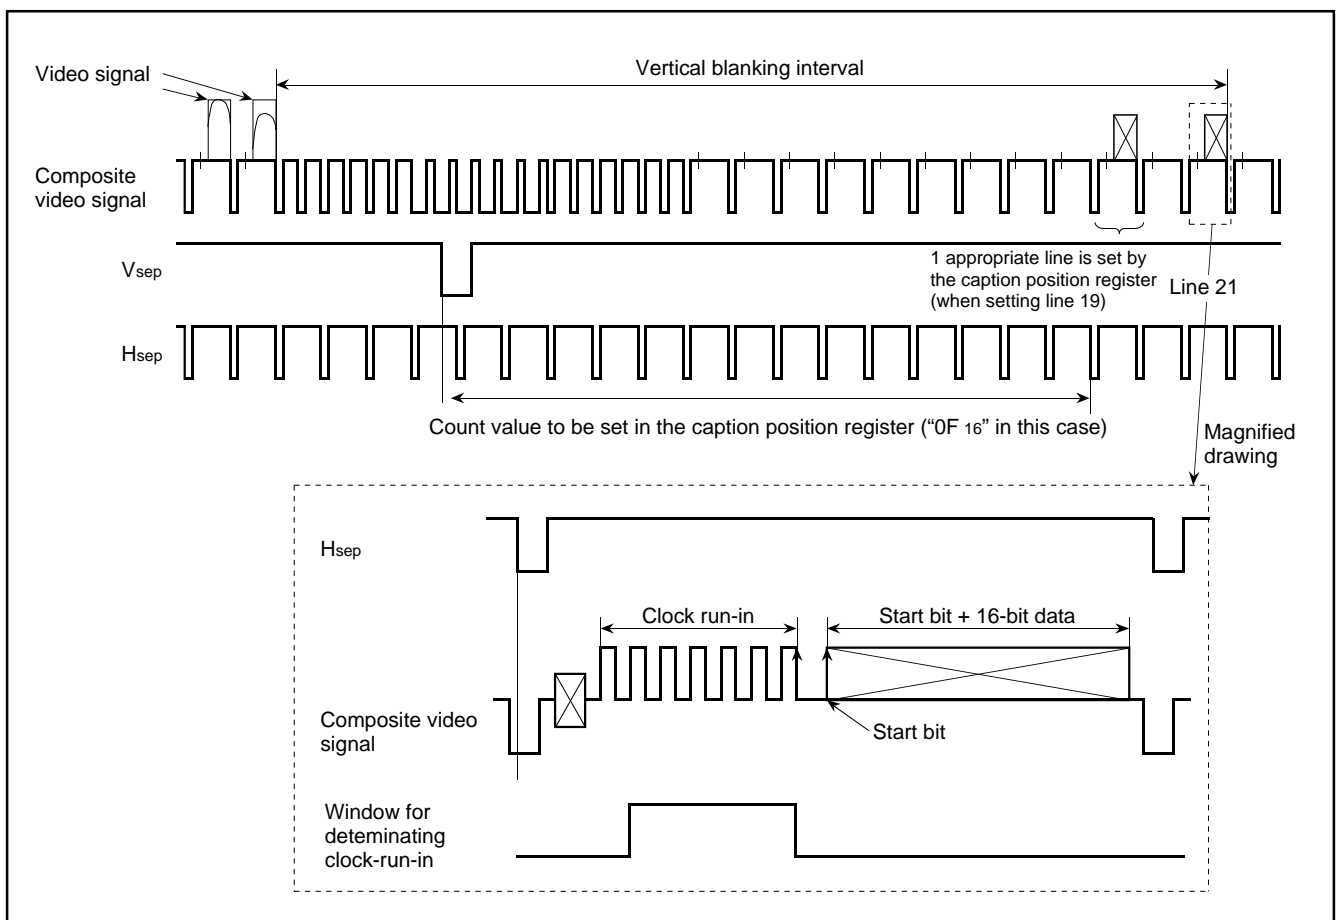 Video signal
Vertical blanking interval
Composite
video signal
Vsep
1 appropriate line is set by
the caption position register
(when setting line 19)
Line 21
Hsep
Count value to be set in the caption position register (“0F 16” in this case)
Magnified
drawing
Hsep
Clock run-in
Start bit + 16-bit data
Composite video
signal
Start bit
Window for
deteminating
clock-run-in